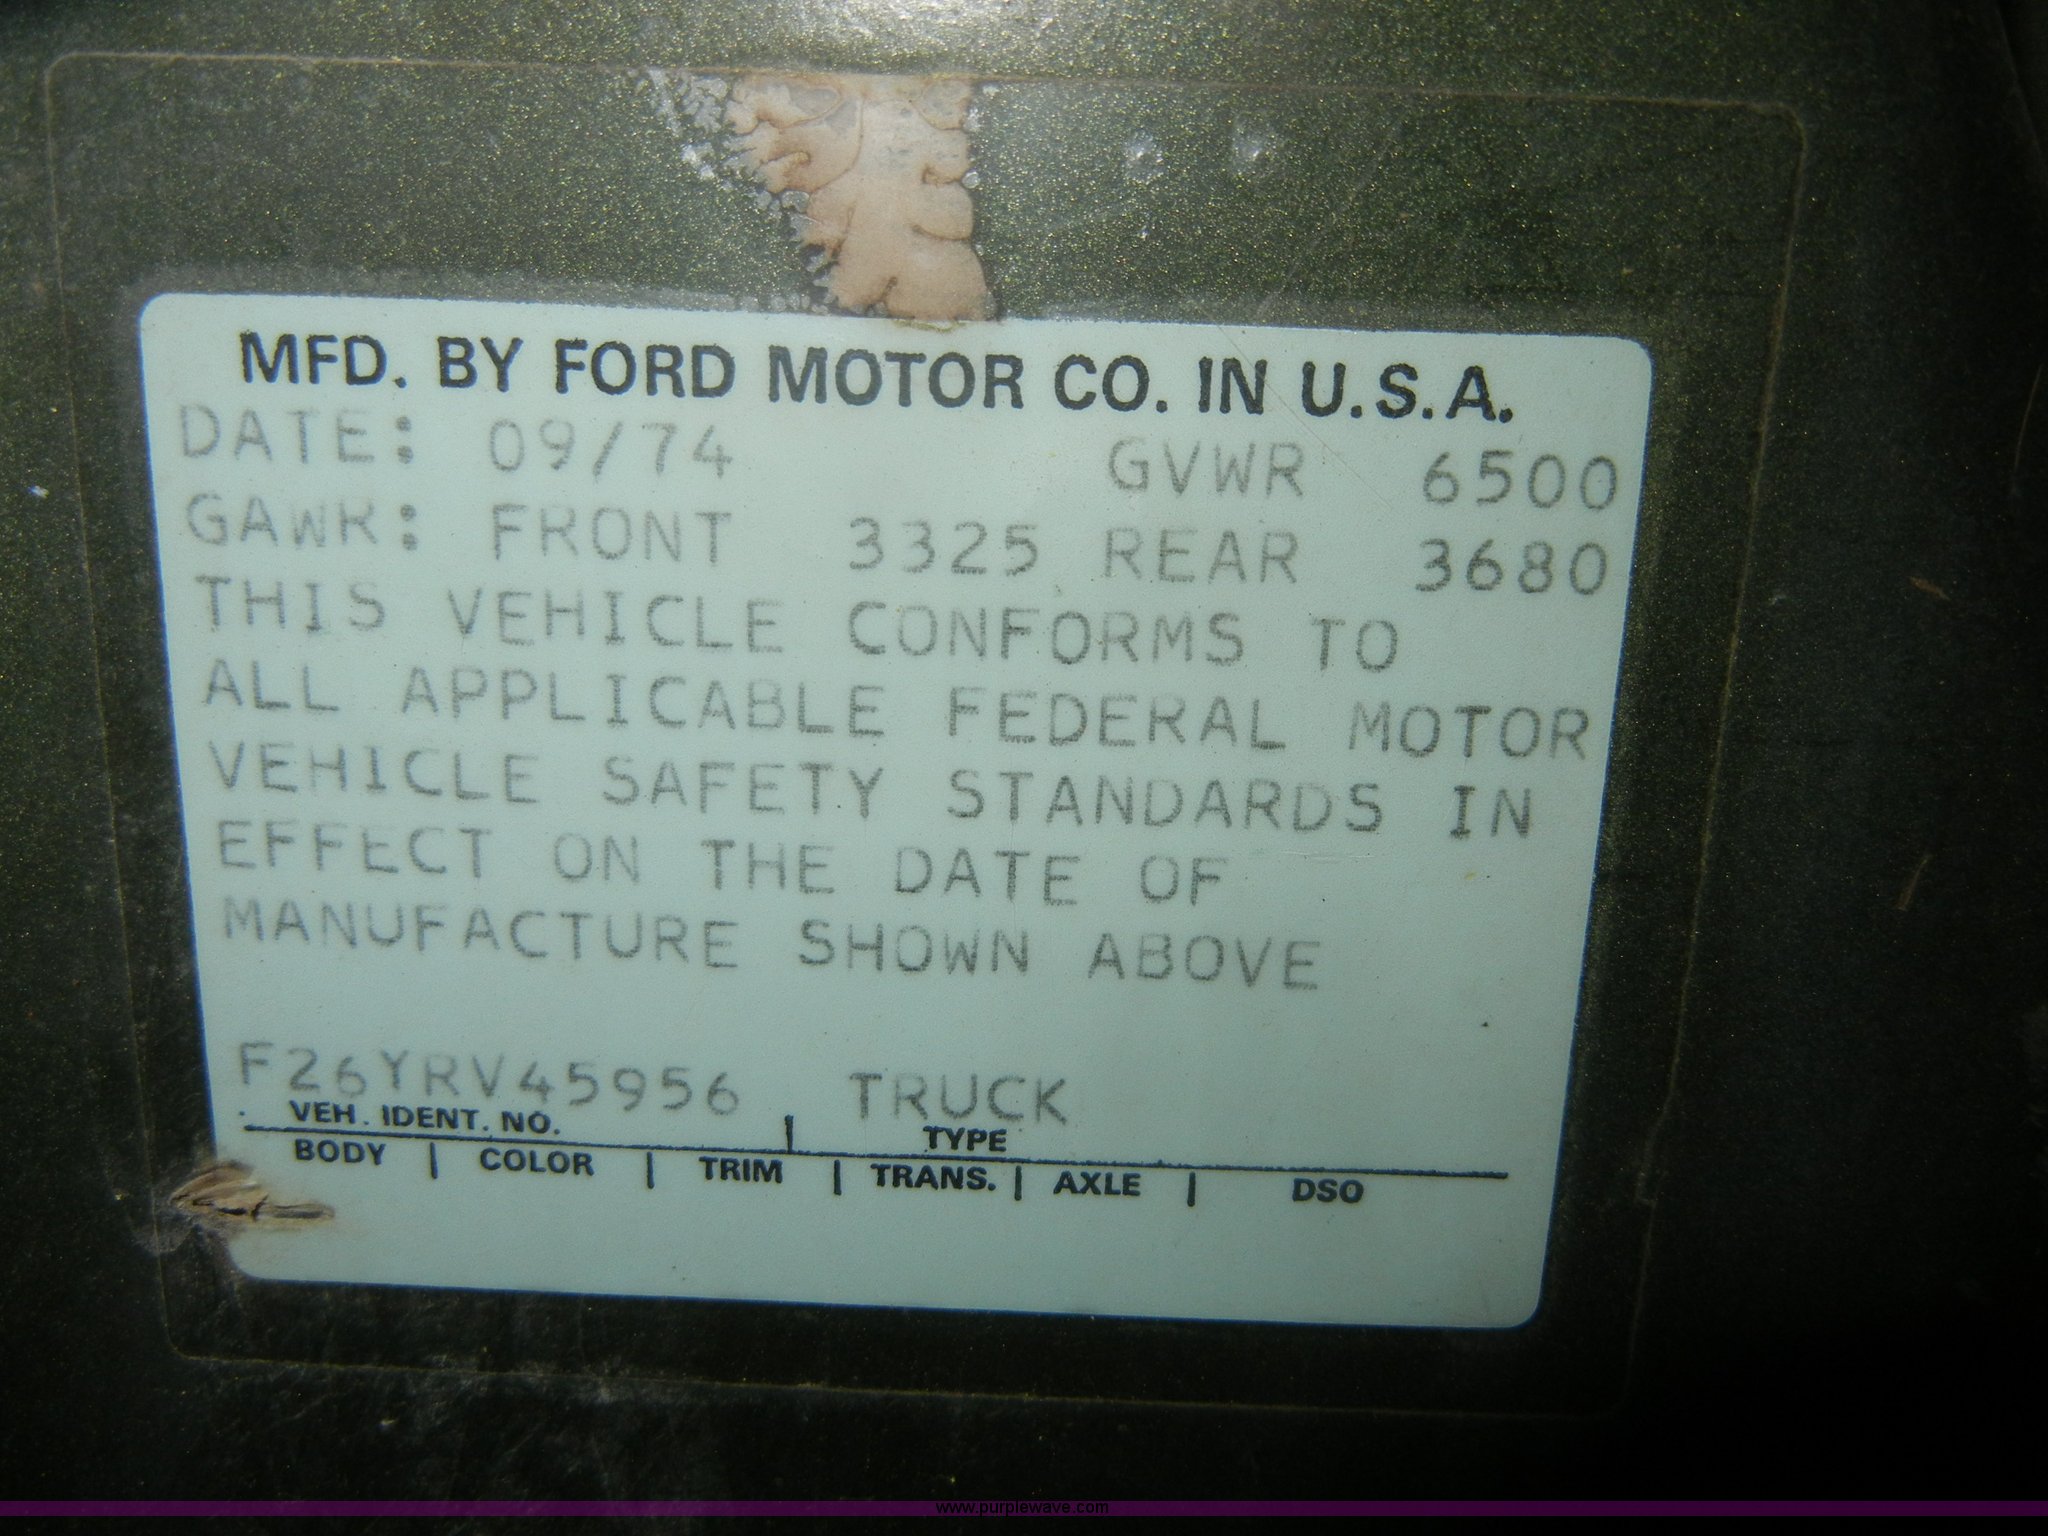 MFD. BY FORD MOTOR CO. IN U.S.A.
DATE: 09/74 GVWR 6500
GAWR: FRONT 3325 REAR 3680
THIS VEHICLE CONFORMS TO
ALL APPLICABLE FEDERAL MOTOR
VEHICLE SAFETY STANDARDS IN
EFFECT ON THE DATE OF
MANUFACTURE SHOWN ABOVE
F26YRV45956 TRUCK
VEH. IDENT. NO. | TYPE
BODY | COLOR | TRIM | TRANS. | AXLE | DSO
www.purplewave.com